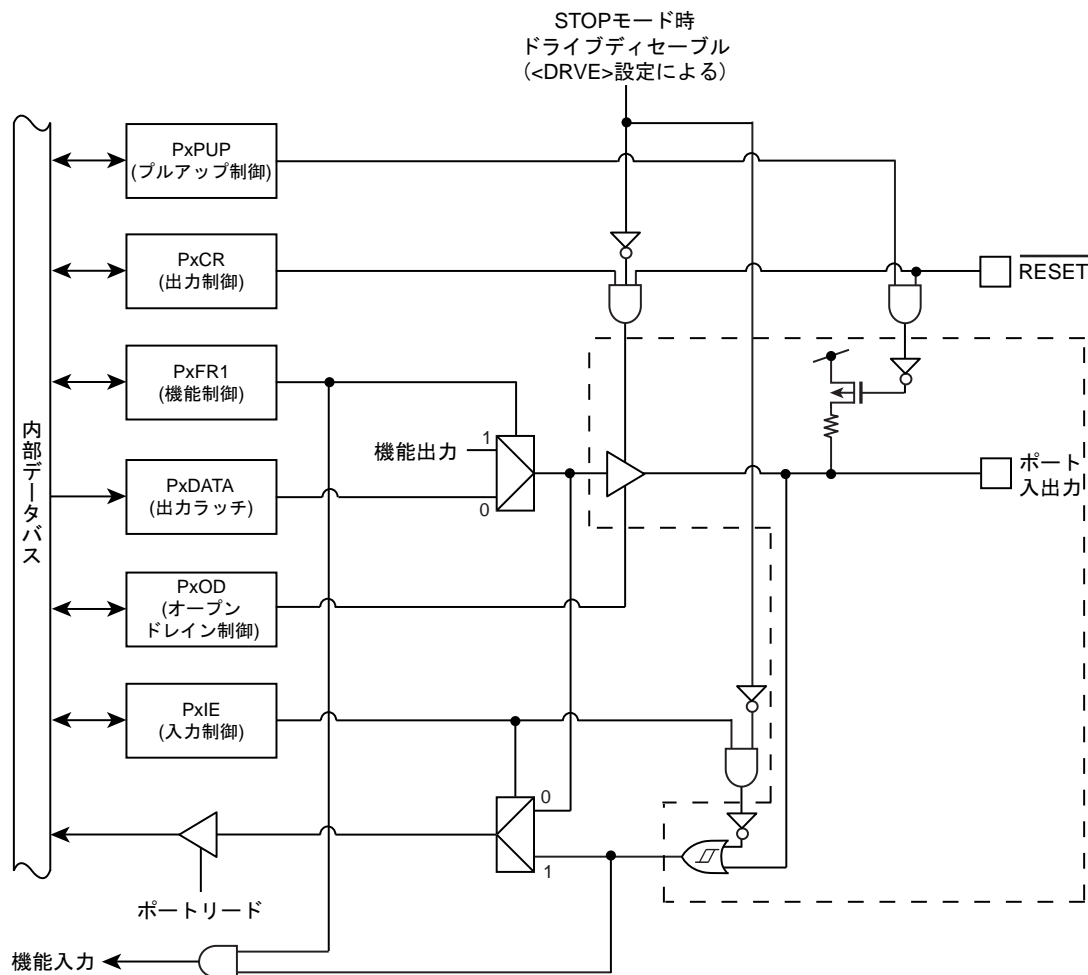 STOPモード時
ドライブディセーブル
(<DRVE>設定による)
PxPUP
(プルアップ制御)
PxCR
(出力制御)
RESET
PxFR1
(機能制御)
内部データバス
機能出力
1
0
ポート
入出力
PxDATA
(出力ラッチ)
PxOD
(オープン
ドレイン制御)
PxIE
(入力制御)
0
1
ポートリード
機能入力